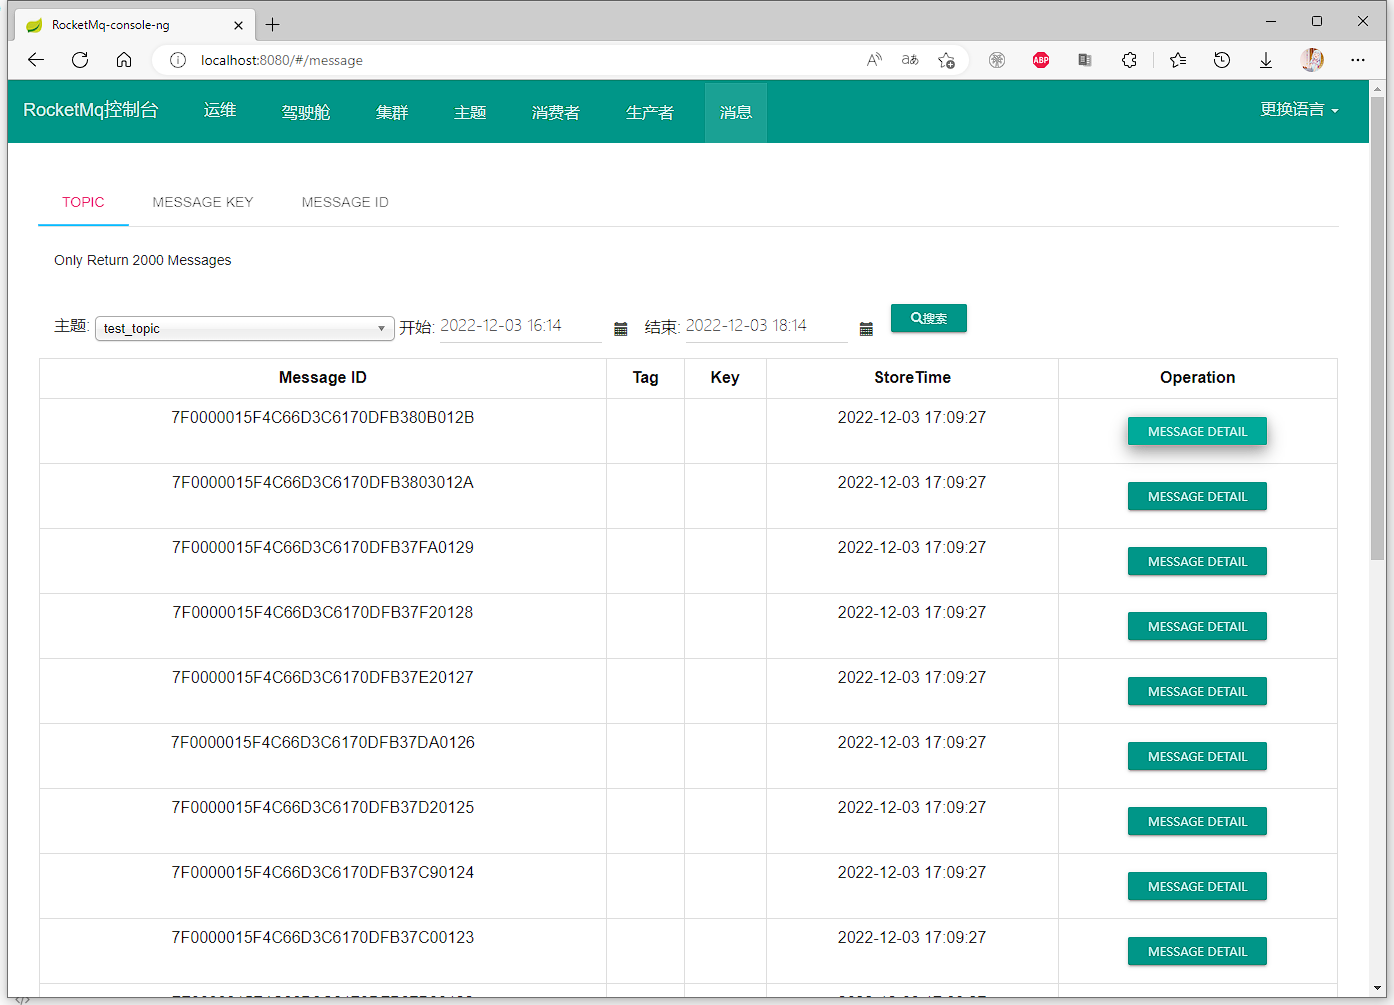 RocketMq-console-ng
localhost:8080/#/message
ABP
RocketMq控制台 运维 驾驶舱 集群 主题 消费者 生产者 消息 更换语言
TOPIC MESSAGE KEY MESSAGE ID
Only Return 2000 Messages
主题: test_topic 开始: 2022-12-03 16:14 结束: 2022-12-03 18:14 搜索
Message ID Tag Key StoreTime Operation
7F0000015F4C66D3C6170DFB380B012B 2022-12-03 17:09:27 MESSAGE DETAIL
7F0000015F4C66D3C6170DFB3803012A 2022-12-03 17:09:27 MESSAGE DETAIL
7F0000015F4C66D3C6170DFB37FA0129 2022-12-03 17:09:27 MESSAGE DETAIL
7F0000015F4C66D3C6170DFB37F20128 2022-12-03 17:09:27 MESSAGE DETAIL
7F0000015F4C66D3C6170DFB37E20127 2022-12-03 17:09:27 MESSAGE DETAIL
7F0000015F4C66D3C6170DFB37DA0126 2022-12-03 17:09:27 MESSAGE DETAIL
7F0000015F4C66D3C6170DFB37D20125 2022-12-03 17:09:27 MESSAGE DETAIL
7F0000015F4C66D3C6170DFB37C90124 2022-12-03 17:09:27 MESSAGE DETAIL
7F0000015F4C66D3C6170DFB37C00123 2022-12-03 17:09:27 MESSAGE DETAIL